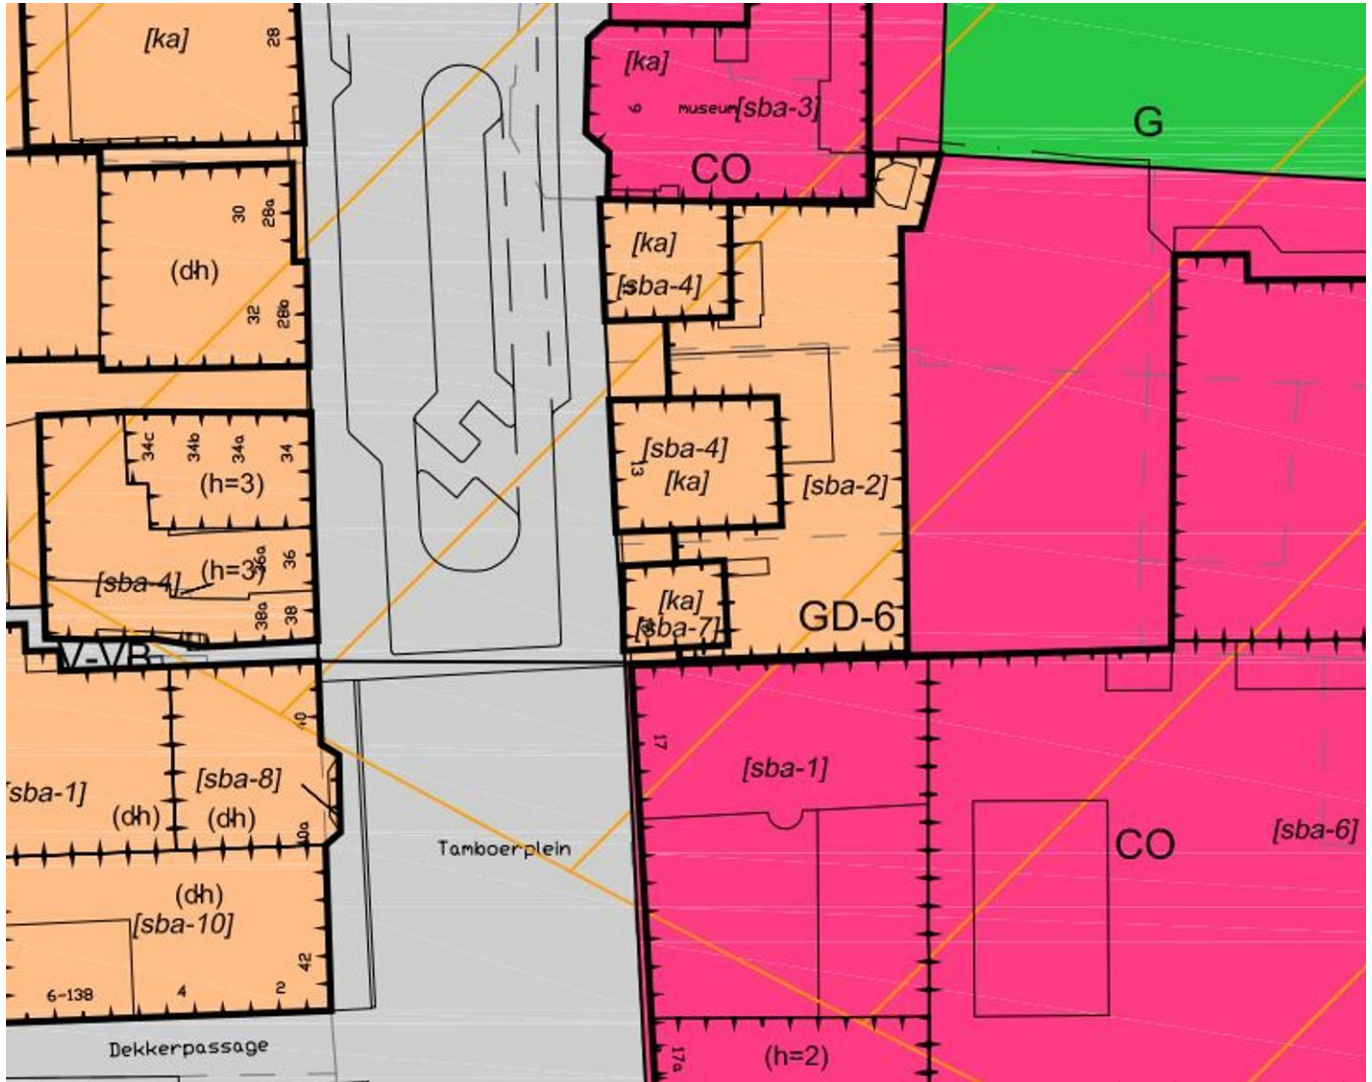 [ka]
28
[ka]
9
museum
[sba-3]
CO
G
30
28a
(dh)
32
28b
[ka]
[sba-4]
34c
34b
34a
34
(h=3)
[sba-4]
13
[ka]
[sba-2]
36a
36
(h=3)
[sba-4]
38a
38
[ka]
[sba-7]
GD-6
V-VB
40
17
[sba-1]
[sba-8]
[sba-1]
(dh)
(dh)
40a
CO
[sba-6]
Tamboerplein
(dh)
[sba-10]
42
6-138
4
2
Dekkerpassage
17a
(h=2)